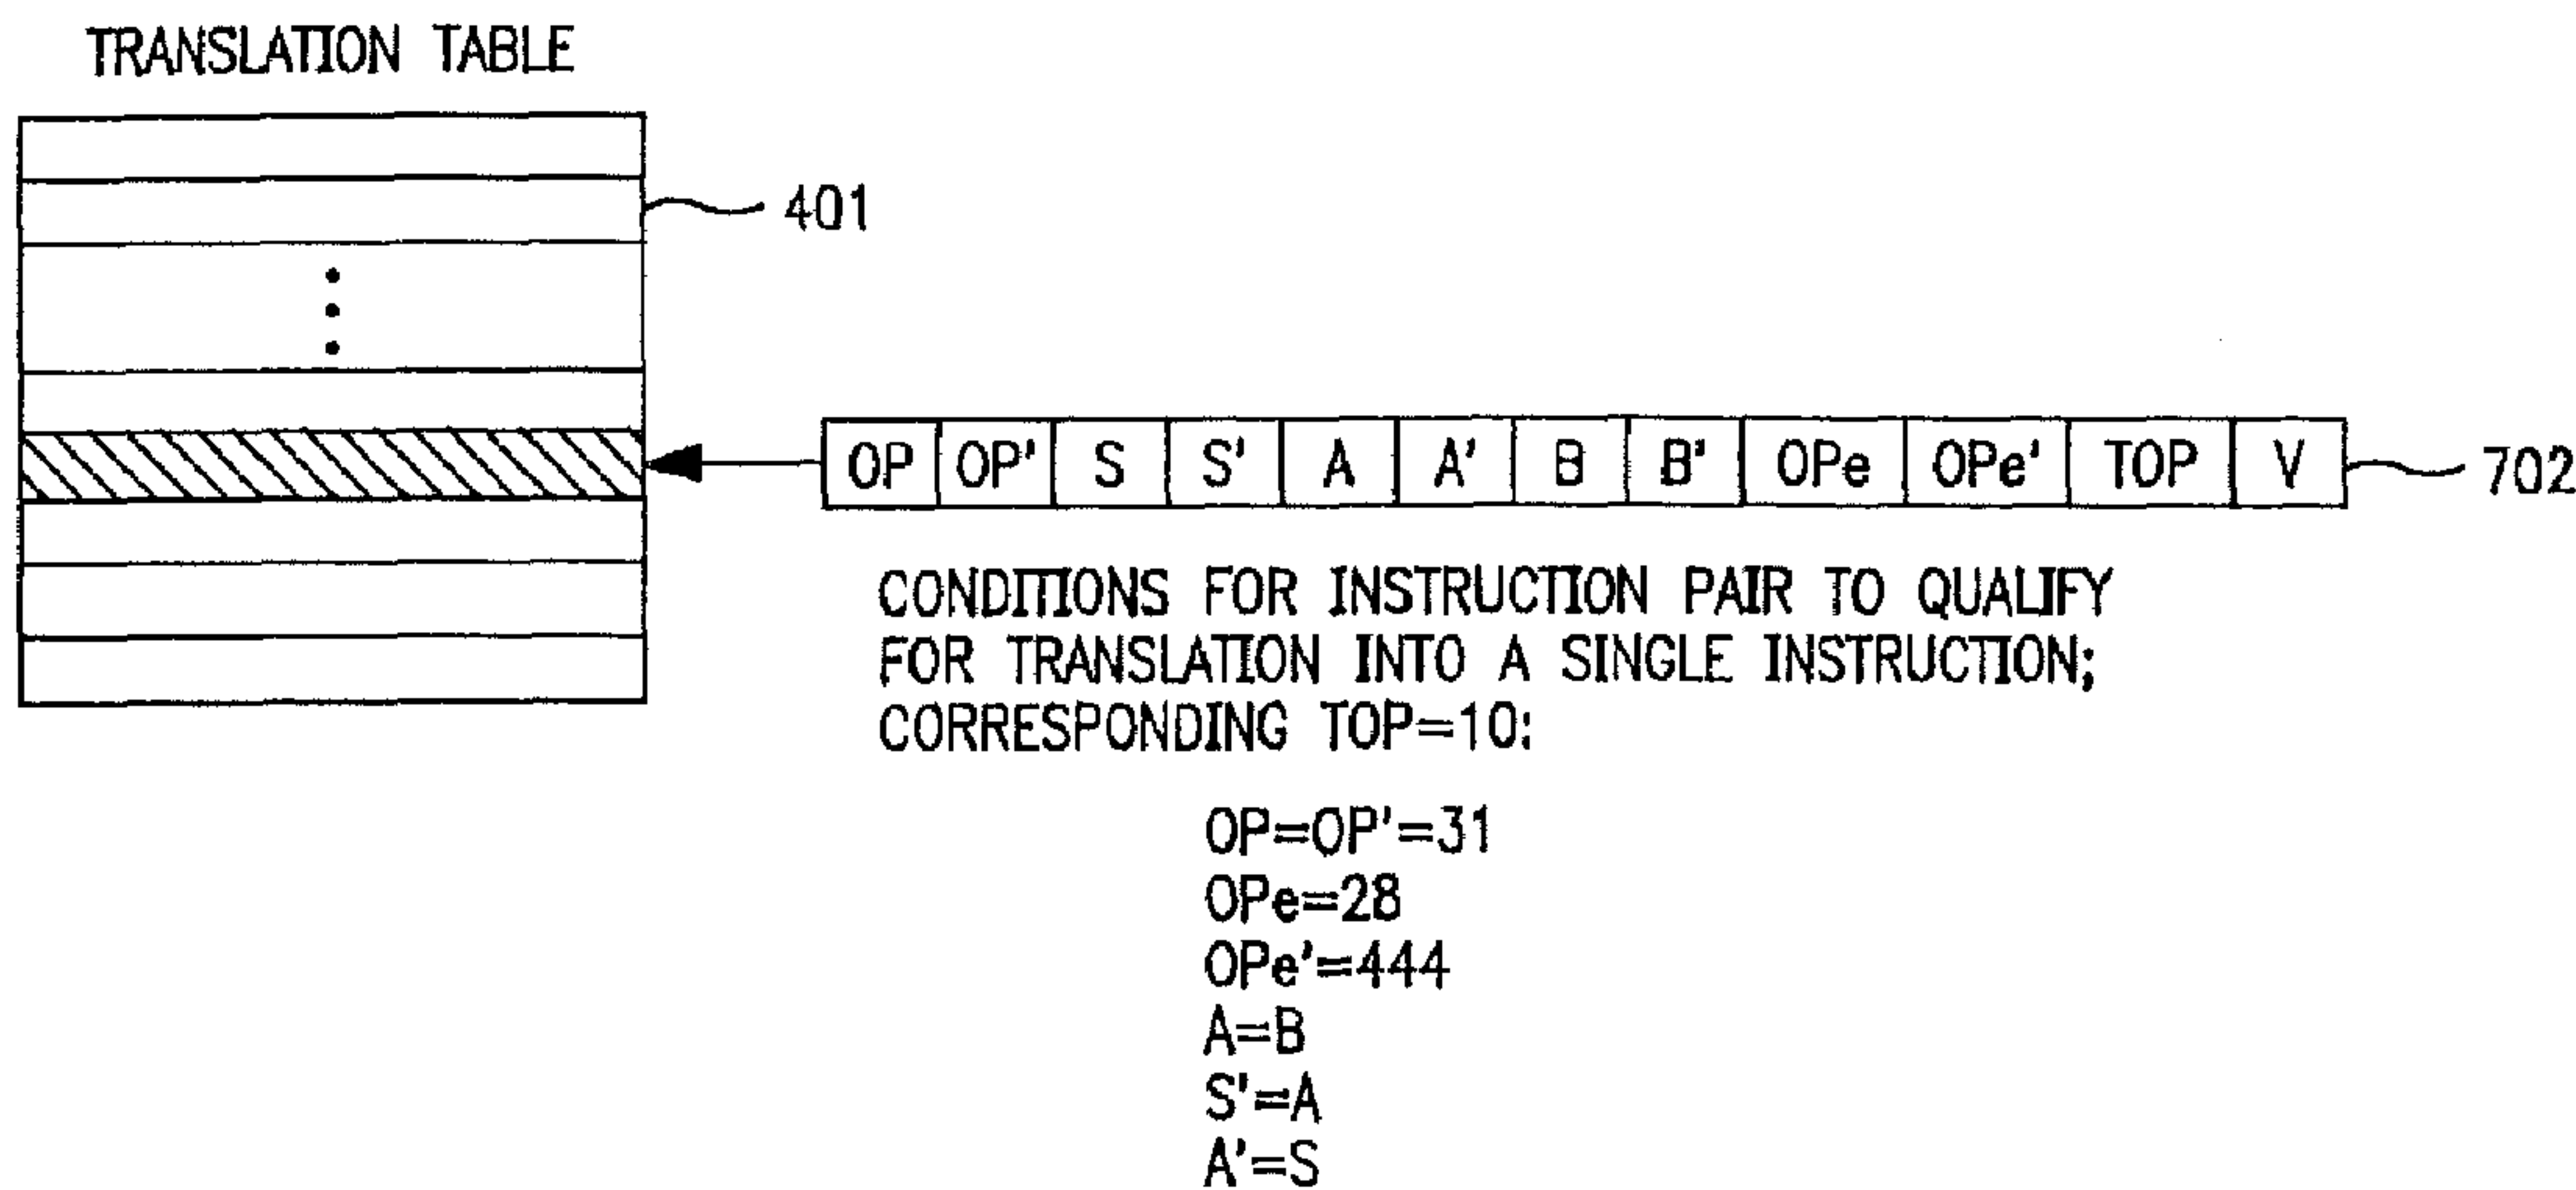 TRANSLATION TABLE
401
OP OP' S S' A A' B B' OPe OPe' TOP V
702
CONDITIONS FOR INSTRUCTION PAIR TO QUALIFY
FOR TRANSLATION INTO A SINGLE INSTRUCTION;
CORRESPONDING TOP=10:
OP=OP'=31
OPe=28
OPe'=444
A=B
S'=A
A'=S